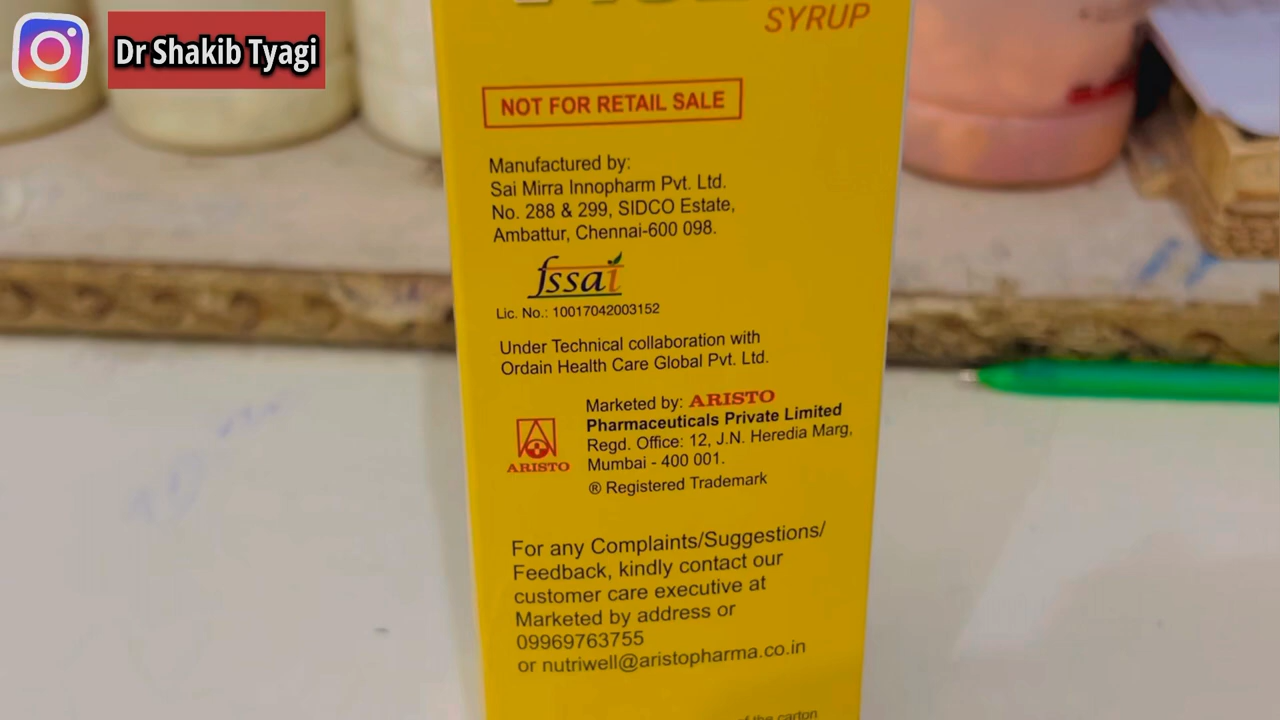 Dr Shakib Tyagi
SYRUP
NOT FOR RETAIL SALE
Manufactured by:
Sai Mirra Innopharm Pvt. Ltd.
No. 288 & 299, SIDCO Estate,
Ambattur, Chennai-600 098.
fssai
Lic. No.: 10017042003152
Under Technical collaboration with
Ordain Health Care Global Pvt. Ltd.
Marketed by: ARISTO
Pharmaceuticals Private Limited
Regd. Office: 12, J.N. Heredia Marg,
Mumbai - 400 001.
® Registered Trademark
ARISTO
For any Complaints/Suggestions/
Feedback, kindly contact our
customer care executive at
Marketed by address or
09969763755
or nutriwell@aristopharma.co.in
the carton